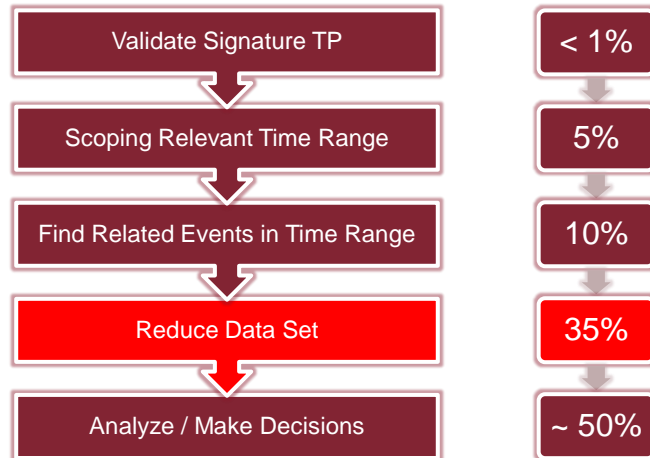 Validate Signature TP
< 1%
Scoping Relevant Time Range
5%
Find Related Events in Time Range
10%
Reduce Data Set
35%
Analyze / Make Decisions
~ 50%